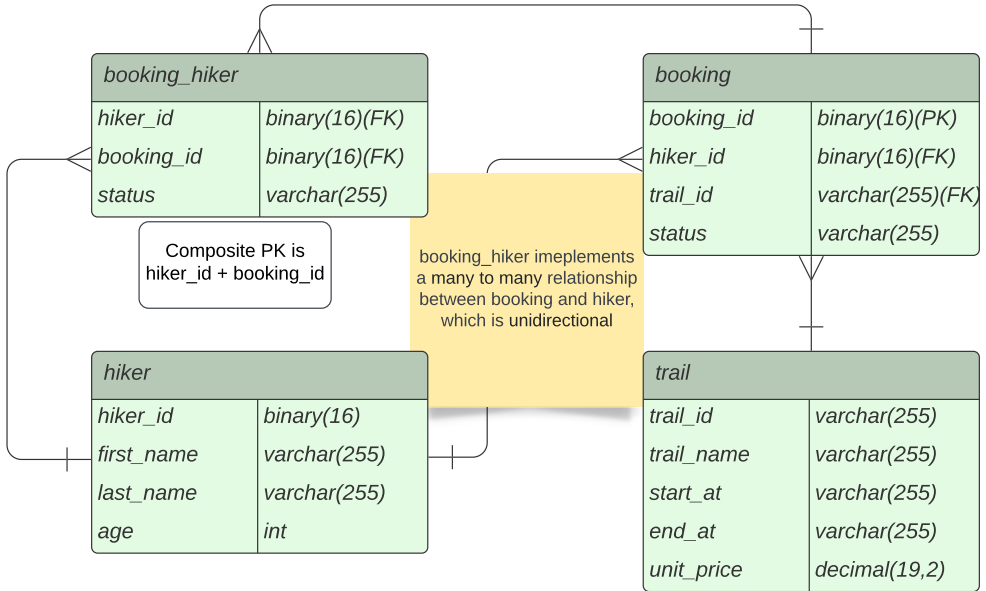 booking_hiker
hiker_id binary(16)(FK)
booking_id binary(16)(FK)
status varchar(255)
Composite PK is
hiker_id + booking_id
booking
booking_id binary(16)(PK)
hiker_id binary(16)(FK)
trail_id varchar(255)(FK)
status varchar(255)
booking_hiker imeplements
a many to many relationship
between booking and hiker,
which is unidirectional
hiker
hiker_id binary(16)
first_name varchar(255)
last_name varchar(255)
age int
trail
trail_id varchar(255)
trail_name varchar(255)
start_at varchar(255)
end_at varchar(255)
unit_price decimal(19,2)